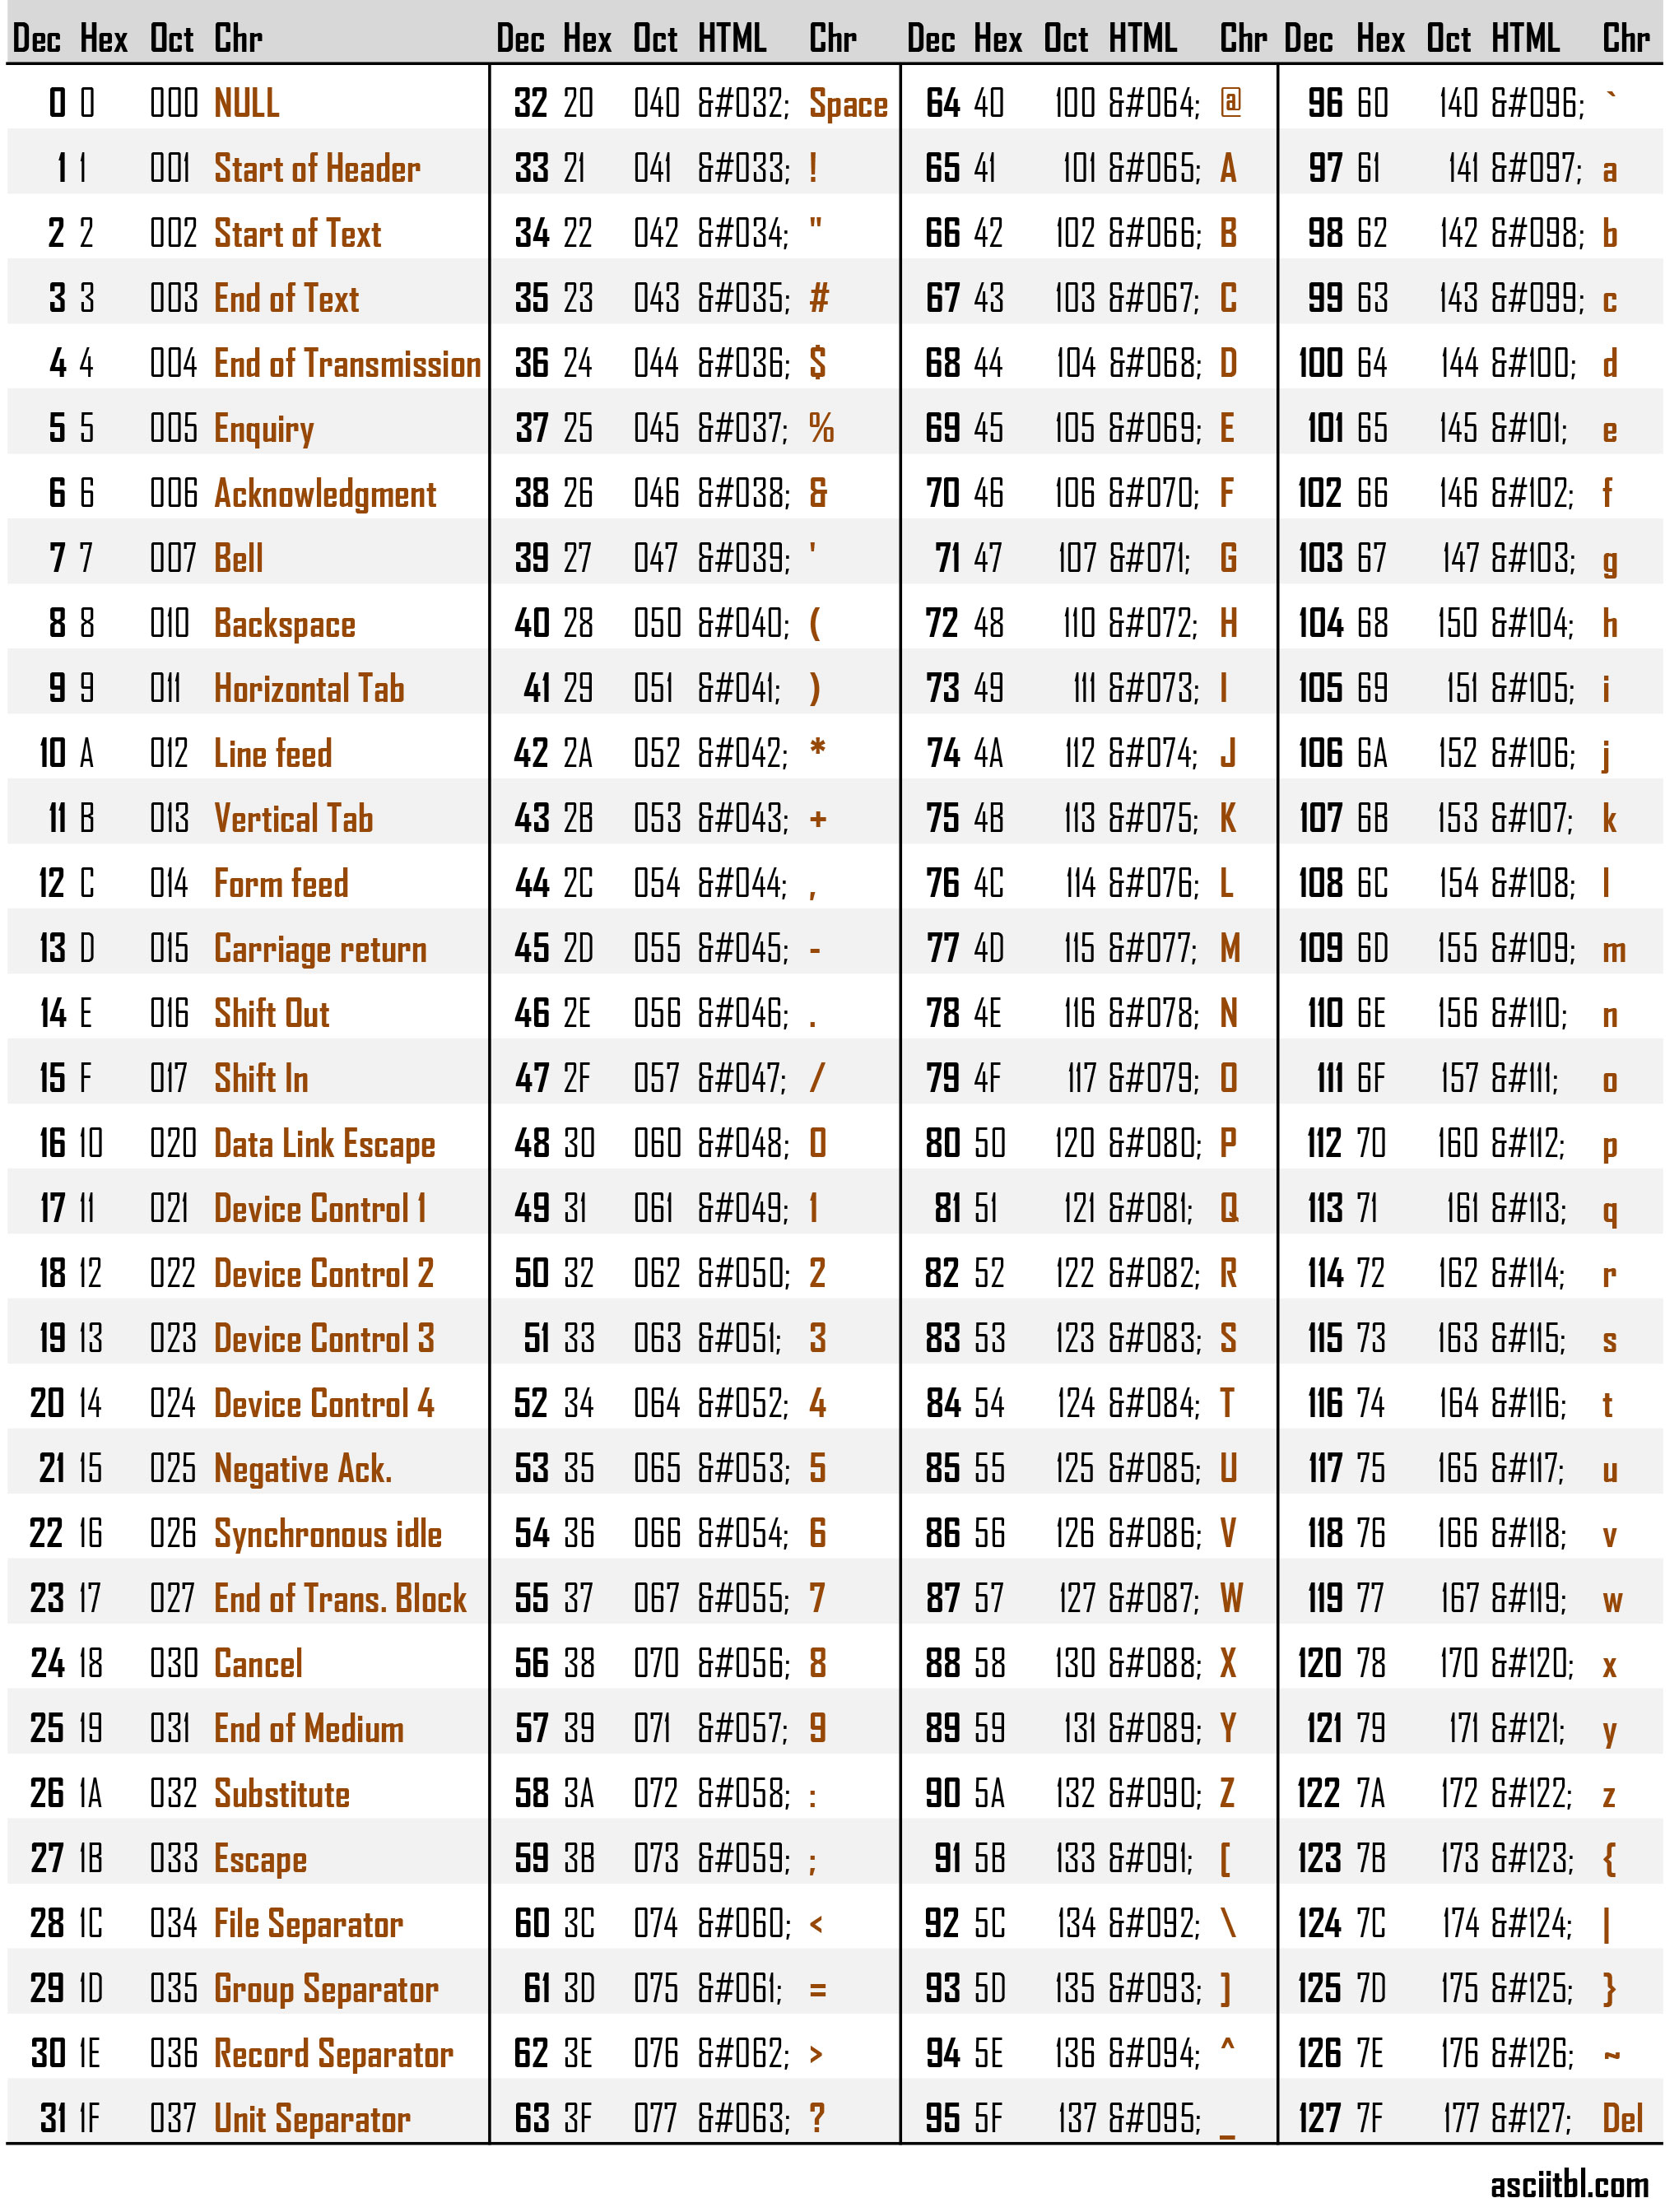 Dec Hex Oct Chr Dec Hex Oct HTML Chr Dec Hex Oct HTML Chr Dec Hex Oct HTML Chr
0 0 000 NULL 32 20 040 &#032; Space 64 40 100 &#064; @ 96 60 140 &#096; `
1 1 001 Start of Header 33 21 041 &#033; ! 65 41 101 &#065; A 97 61 141 &#097; a
2 2 002 Start of Text 34 22 042 &#034; " 66 42 102 &#066; B 98 62 142 &#098; b
3 3 003 End of Text 35 23 043 &#035; # 67 43 103 &#067; C 99 63 143 &#099; c
4 4 004 End of Transmission 36 24 044 &#036; $ 68 44 104 &#068; D 100 64 144 &#100; d
5 5 005 Enquiry 37 25 045 &#037; % 69 45 105 &#069; E 101 65 145 &#101; e
6 6 006 Acknowledgment 38 26 046 &#038; & 70 46 106 &#070; F 102 66 146 &#102; f
7 7 007 Bell 39 27 047 &#039; ' 71 47 107 &#071; G 103 67 147 &#103; g
8 8 010 Backspace 40 28 050 &#040; ( 72 48 110 &#072; H 104 68 150 &#104; h
9 9 011 Horizontal Tab 41 29 051 &#041; ) 73 49 111 &#073; I 105 69 151 &#105; i
10 A 012 Line feed 42 2A 052 &#042; * 74 4A 112 &#074; J 106 6A 152 &#106; j
11 B 013 Vertical Tab 43 2B 053 &#043; + 75 4B 113 &#075; K 107 6B 153 &#107; k
12 C 014 Form feed 44 2C 054 &#044; , 76 4C 114 &#076; L 108 6C 154 &#108; l
13 D 015 Carriage return 45 2D 055 &#045; - 77 4D 115 &#077; M 109 6D 155 &#109; m
14 E 016 Shift Out 46 2E 056 &#046; . 78 4E 116 &#078; N 110 6E 156 &#110; n
15 F 017 Shift In 47 2F 057 &#047; / 79 4F 117 &#079; O 111 6F 157 &#111; o
16 10 020 Data Link Escape 48 30 060 &#048; 0 80 50 120 &#080; P 112 70 160 &#112; p
17 11 021 Device Control 1 49 31 061 &#049; 1 81 51 121 &#081; Q 113 71 161 &#113; q
18 12 022 Device Control 2 50 32 062 &#050; 2 82 52 122 &#082; R 114 72 162 &#114; r
19 13 023 Device Control 3 51 33 063 &#051; 3 83 53 123 &#083; S 115 73 163 &#115; s
20 14 024 Device Control 4 52 34 064 &#052; 4 84 54 124 &#084; T 116 74 164 &#116; t
21 15 025 Negative Ack. 53 35 065 &#053; 5 85 55 125 &#085; U 117 75 165 &#117; u
22 16 026 Synchronous idle 54 36 066 &#054; 6 86 56 126 &#086; V 118 76 166 &#118; v
23 17 027 End of Trans. Block 55 37 067 &#055; 7 87 57 127 &#087; W 119 77 167 &#119; w
24 18 030 Cancel 56 38 070 &#056; 8 88 58 130 &#088; X 120 78 170 &#120; x
25 19 031 End of Medium 57 39 071 &#057; 9 89 59 131 &#089; Y 121 79 171 &#121; y
26 1A 032 Substitute 58 3A 072 &#058; : 90 5A 132 &#090; Z 122 7A 172 &#122; z
27 1B 033 Escape 59 3B 073 &#059; ; 91 5B 133 &#091; [ 123 7B 173 &#123; {
28 1C 034 File Separator 60 3C 074 &#060; < 92 5C 134 &#092; \ 124 7C 174 &#124; |
29 1D 035 Group Separator 61 3D 075 &#061; = 93 5D 135 &#093; ] 125 7D 175 &#125; }
30 1E 036 Record Separator 62 3E 076 &#062; > 94 5E 136 &#094; ^ 126 7E 176 &#126; ~
31 1F 037 Unit Separator 63 3F 077 &#063; ? 95 5F 137 &#095; _ 127 7F 177 &#127; Del
asciitbl.com